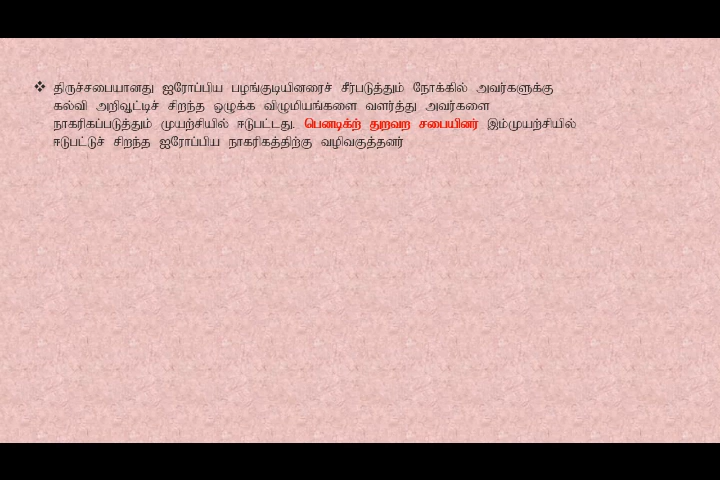 ❖ திருச்சபையானது ஐரோப்பிய பழங்குடியினரைச் சீர்படுத்தும் நோக்கில் அவர்களுக்கு
கல்வி அறிவூட்டிச் சிறந்த ஒழுக்க விழுமியங்களை வளர்த்து அவர்களை
நாகரிகப்படுத்தும் முயற்சியில் ஈடுபட்டது. பெனடிக்ற் துறவற சபையினர் இம்முயற்சியில்
ஈடுபட்டுச் சிறந்த ஐரோப்பிய நாகரிகத்திற்கு வழிவகுத்தனர்